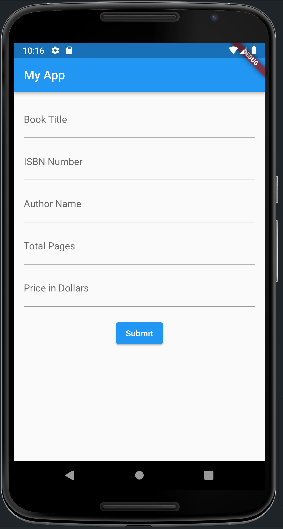 10:16
DEBUG
My App
Book Title
ISBN Number
Author Name
Total Pages
Price in Dollars
Submit